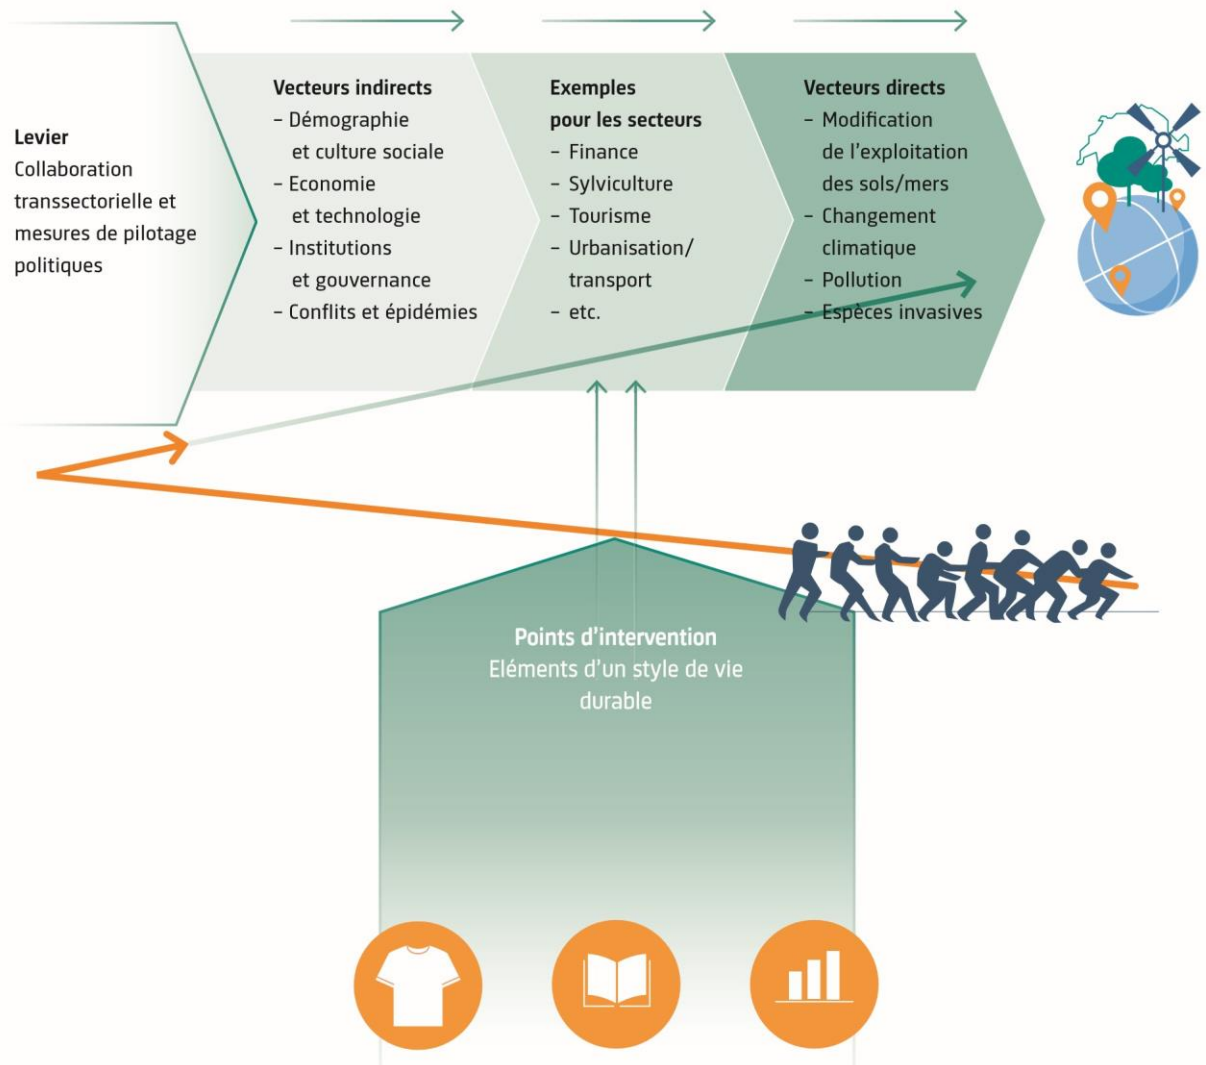 Levier
Collaboration
transsectorielle et
mesures de pilotage
politiques
Vecteurs indirects
– Démographie
et culture sociale
– Economie
et technologie
– Institutions
et gouvernance
– Conflits et épidémies
Exemples
pour les secteurs
– Finance
– Sylviculture
– Tourisme
– Urbanisation/
transport
– etc.
Vecteurs directs
– Modification
de l'exploitation
des sols/mers
– Changement
climatique
– Pollution
– Espèces invasives
Points d'intervention
Eléments d'un style de vie
durable